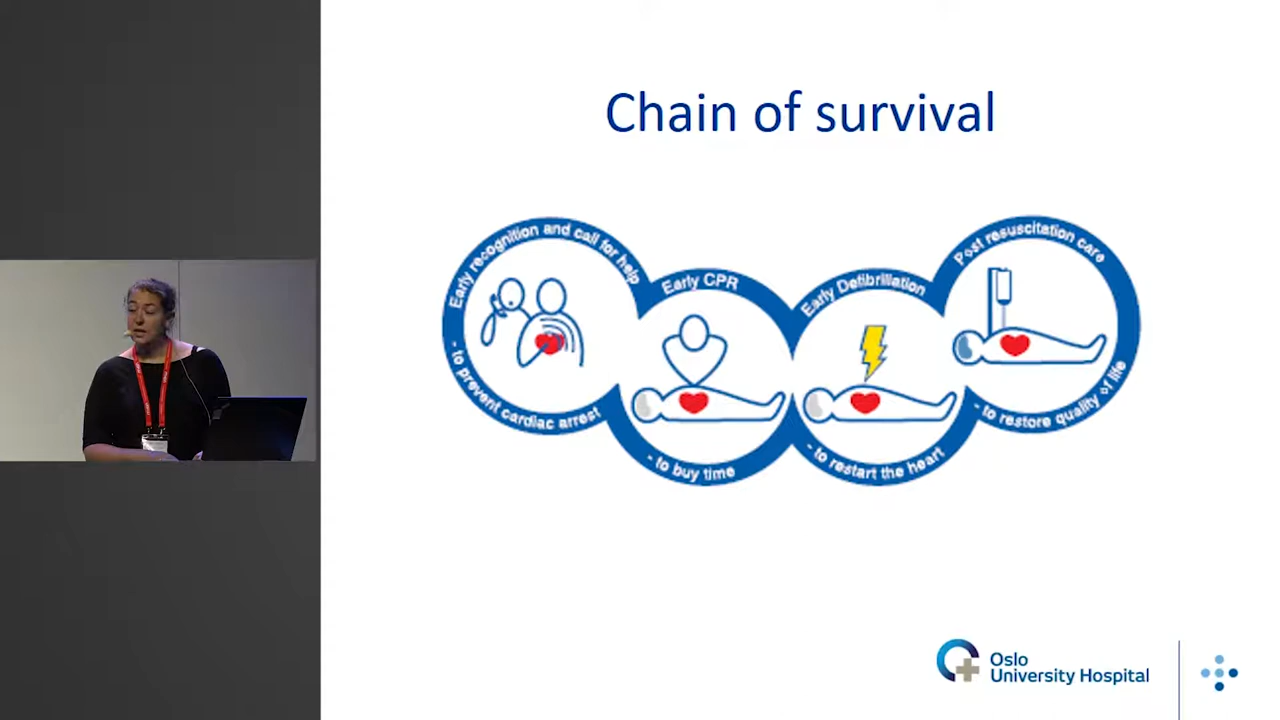 Chain of survival
Early recognition and call for help
- to prevent cardiac arrest
Early CPR
- to buy time
Early Defibrillation
- to restart the heart
Post resuscitation care
- to restore quality of life
Oslo
University Hospital